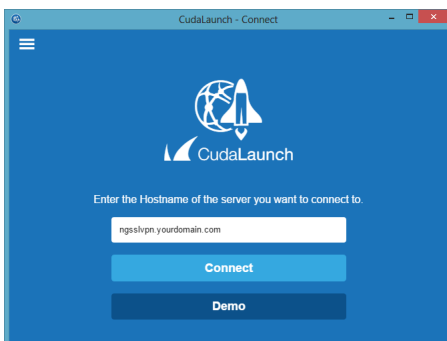 CudaLaunch - Connect
CudaLaunch
Enter the Hostname of the server you want to connect to.
ngsslvpn.yourdomain.com
Connect
Demo